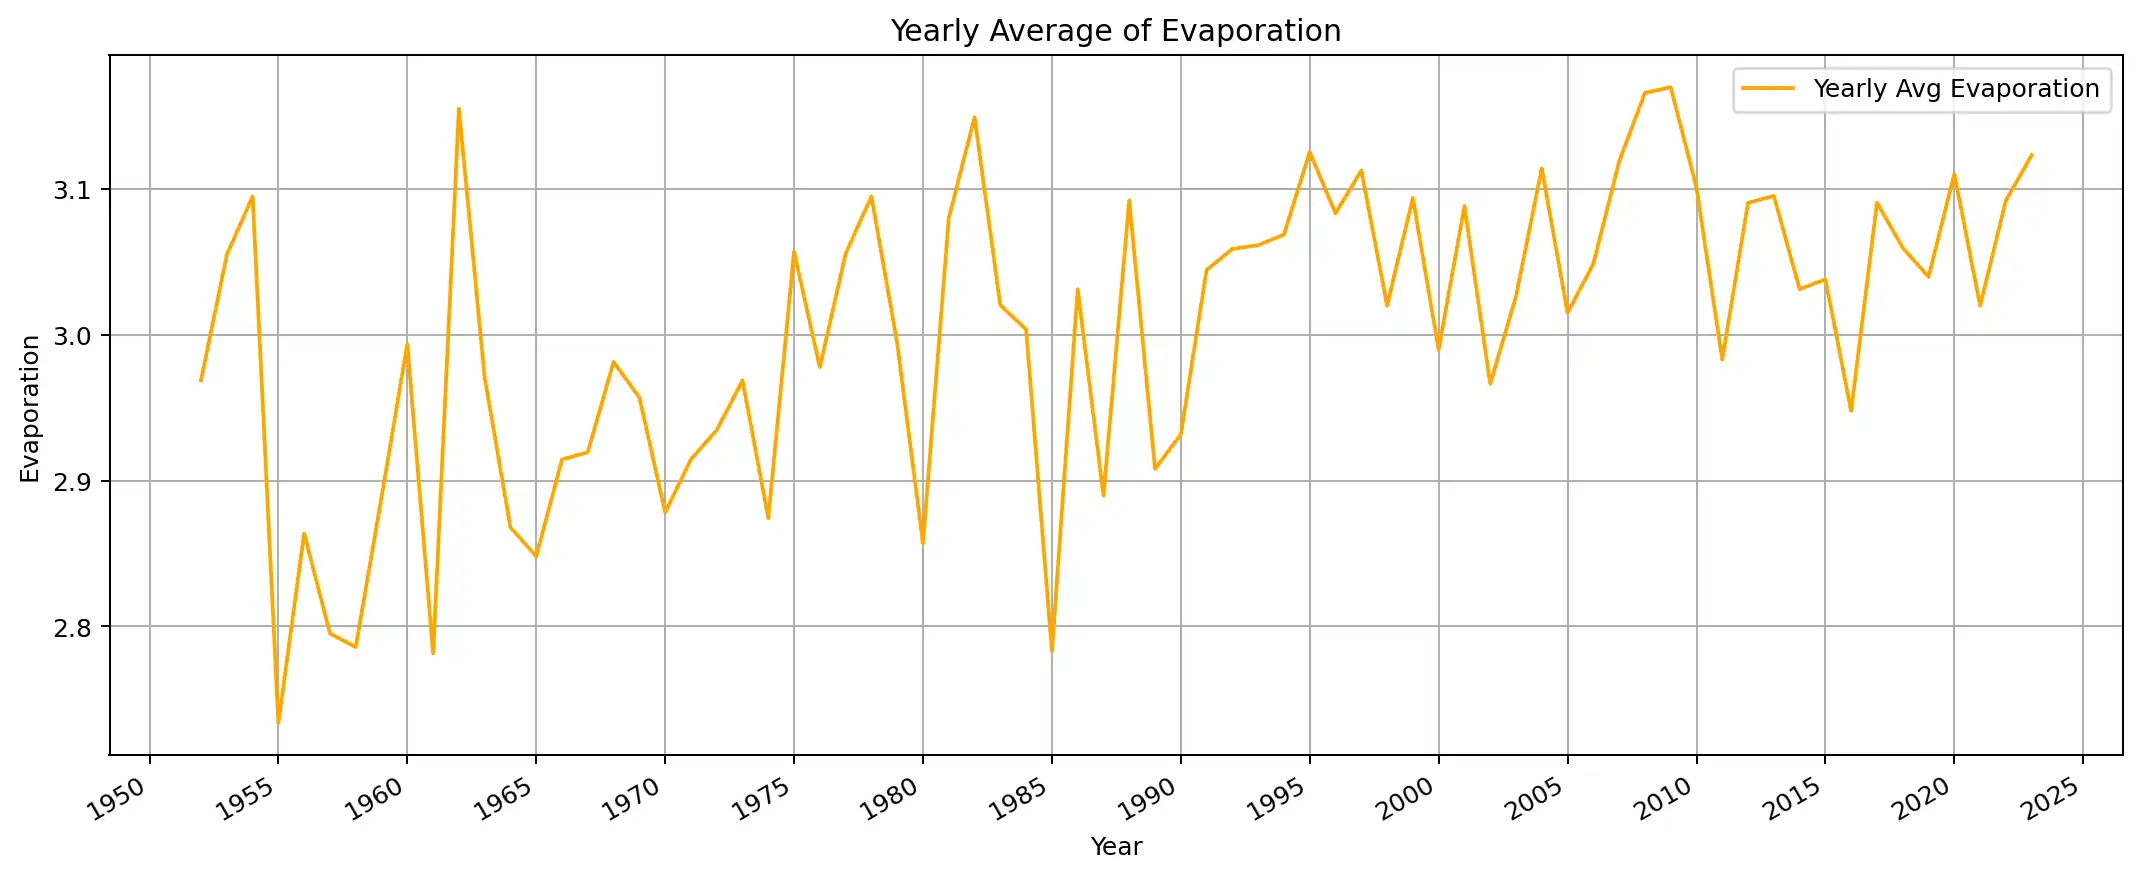 Yearly Average of Evaporation
Yearly Avg Evaporation
3.1
3.0
2.9
2.8
Evaporation
1950 1955 1960 1965 1970 1975 1980 1985 1990 1995 2000 2005 2010 2015 2020 2025
Year